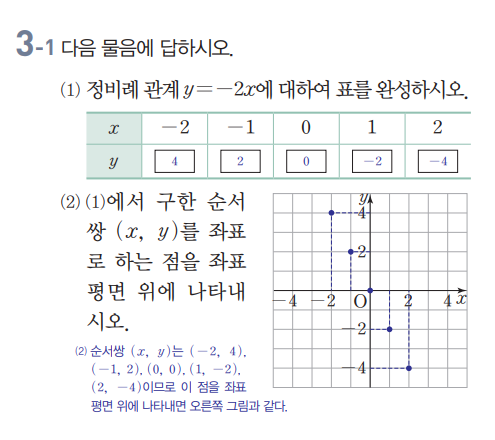 3-1 다음 물음에 답하시오.
(1) 정비례 관계 y=-2x에 대하여 표를 완성하시오.
x -2 -1 0 1 2
y 4 2 0 -2 -4
(2) (1)에서 구한 순서
쌍 (x, y)를 좌표
로 하는 점을 좌표
평면 위에 나타내
시오.
(2) 순서쌍 (x, y)는 (-2, 4),
(-1, 2), (0, 0), (1, -2),
(2, -4)이므로 이 점을 좌표
평면 위에 나타내면 오른쪽 그림과 같다.
y
4
2
-4 -2 O 2 4 x
-2
-4